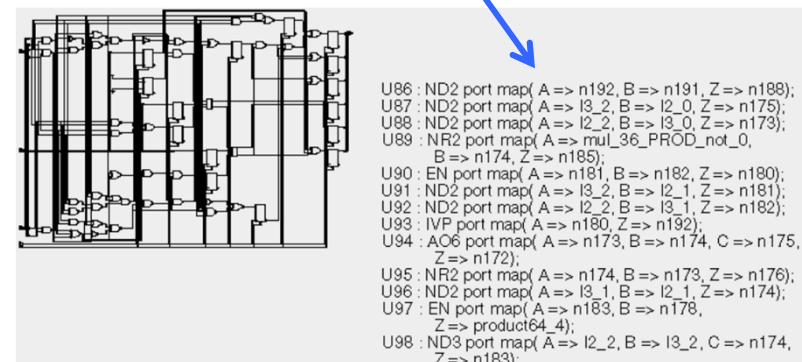 U86 : ND2 port map( A => n192, B => n191, Z => n188);
U87 : ND2 port map( A => I3_2, B => I2_0, Z => n175);
U88 : ND2 port map( A => I2_2, B => I3_0, Z => n173);
U89 : NR2 port map( A => mul_36_PROD_not_0,
B => n174, Z => n185);
U90 : EN port map( A => n181, B => n182, Z => n180);
U91 : ND2 port map( A => I3_2, B => I2_1, Z => n181);
U92 : ND2 port map( A => I2_2, B => I3_1, Z => n182);
U93 : IVP port map( A => n180, Z => n192);
U94 : AO6 port map( A => n173, B => n174, C => n175,
Z => n172);
U95 : NR2 port map( A => n174, B => n173, Z => n176);
U96 : ND2 port map( A => I3_1, B => I2_1, Z => n174);
U97 : EN port map( A => n183, B => n178,
Z => product64_4);
U98 : ND3 port map( A => I2_2, B => I3_2, C => n174,
Z => n183);